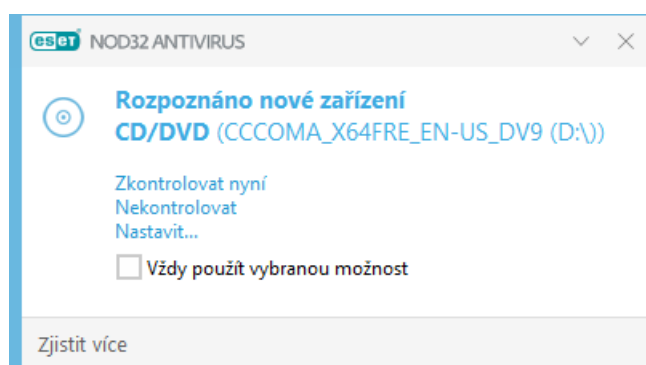 eset NOD32 ANTIVIRUS
Rozpoznáno nové zařízení
CD/DVD (CCCOMA_X64FRE_EN-US_DV9 (D:\))
Zkontrolovat nyní
Nekontrolovat
Nastavit...
Vždy použít vybranou možnost
Zjistit více